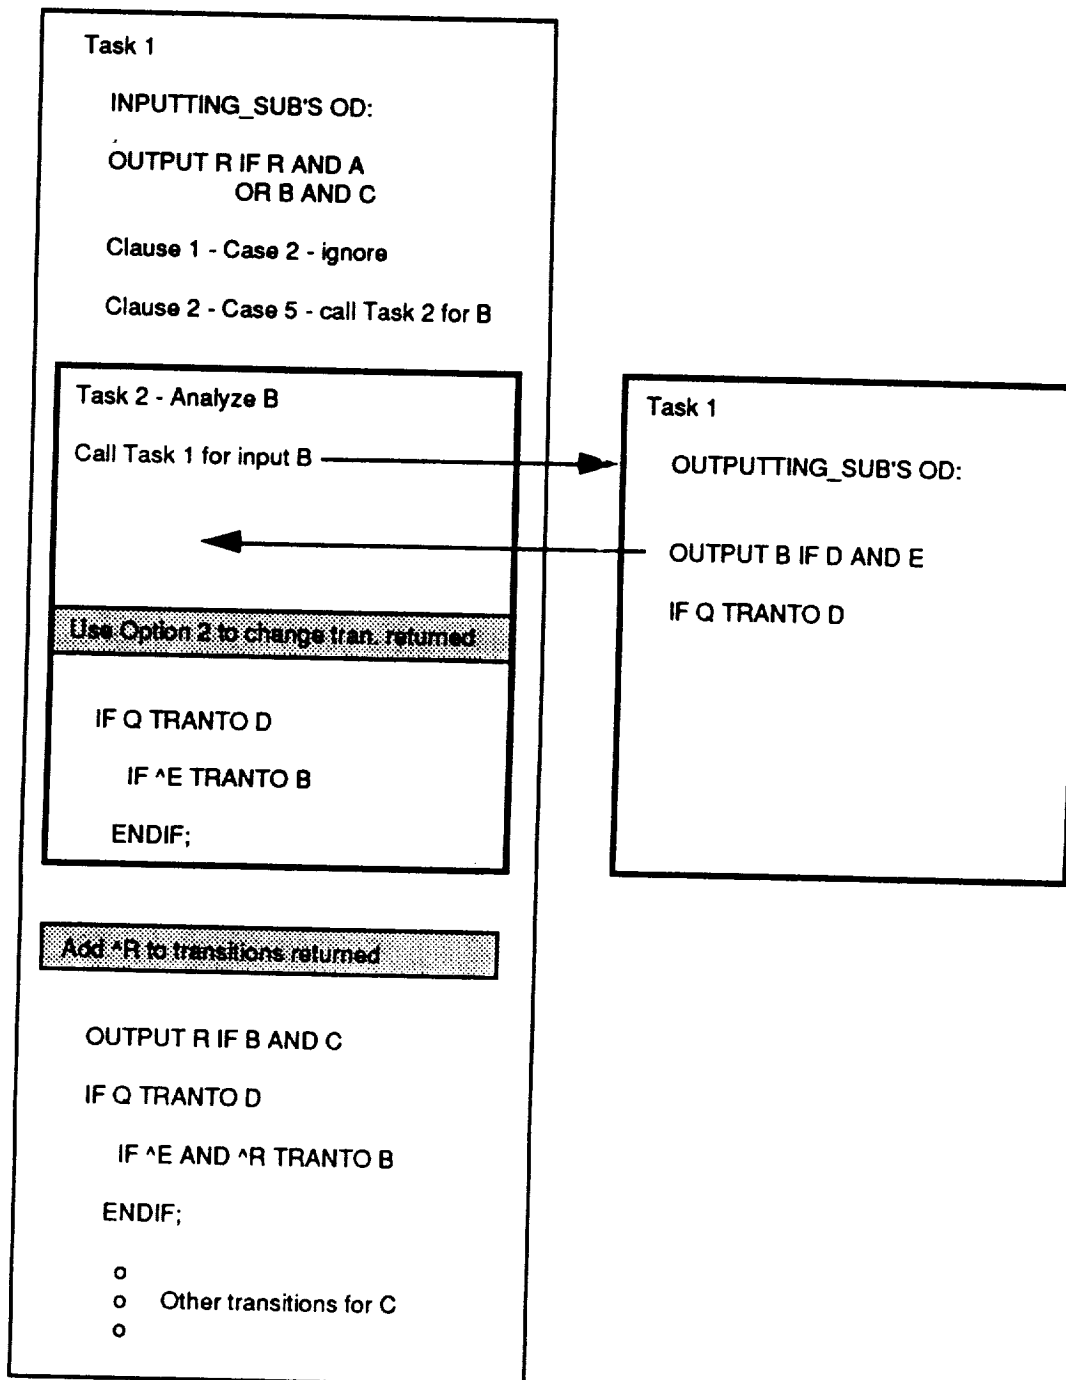 Task 1
INPUTTING_SUB'S OD:
OUTPUT R IF R AND A
OR B AND C
Clause 1 - Case 2 - ignore
Clause 2 - Case 5 - call Task 2 for B
Task 2 - Analyze B
Call Task 1 for input B
Use Option 2 to change tran. returned
IF Q TRANTO D
IF ^E TRANTO B
ENDIF;
Add ^R to transitions returned
OUTPUT R IF B AND C
IF Q TRANTO D
IF ^E AND ^R TRANTO B
ENDIF;
o
o Other transitions for C
o
Task 1
OUTPUTTING_SUB'S OD:
OUTPUT B IF D AND E
IF Q TRANTO D